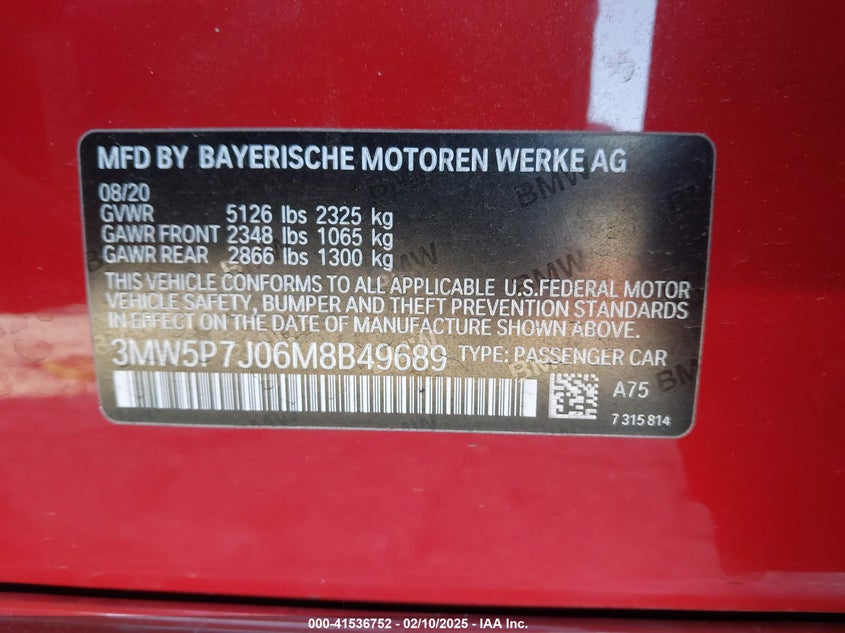 MFD BY BAYERISCHE MOTOREN WERKE AG
08/20
GVWR 5126 lbs 2325 kg
GAWR FRONT 2348 lbs 1065 kg
GAWR REAR 2866 lbs 1300 kg
THIS VEHICLE CONFORMS TO ALL APPLICABLE U.S.FEDERAL MOTOR
VEHICLE SAFETY, BUMPER AND THEFT PREVENTION STANDARDS
IN EFFECT ON THE DATE OF MANUFACTURE SHOWN ABOVE.
3MW5P7J06M8B49689 TYPE: PASSENGER CAR
A75
7 315 814
000-41536752 / 02/10/2025 - IAA Inc.